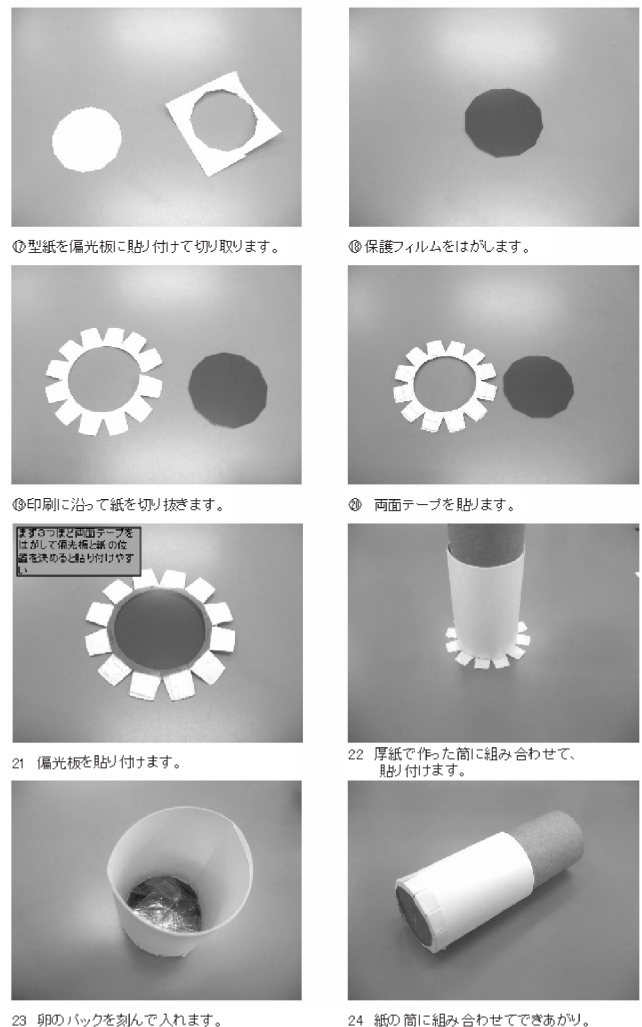 ⑰型紙を偏光板に貼り付けて切り取ります。
⑱保護フィルムをはがします。
⑲印刷に沿って紙を切り抜きます。
⑳ 両面テープを貼ります。
まず3つほど両面テープを
はがして偏光板と紙の位
置を決めると貼り付けやす
い
21 偏光板を貼り付けます。
22 厚紙で作った筒に組み合わせて、
貼り付けます。
23 卵のパックを刻んで入れます。
24 紙の筒に組み合わせてできあがり。